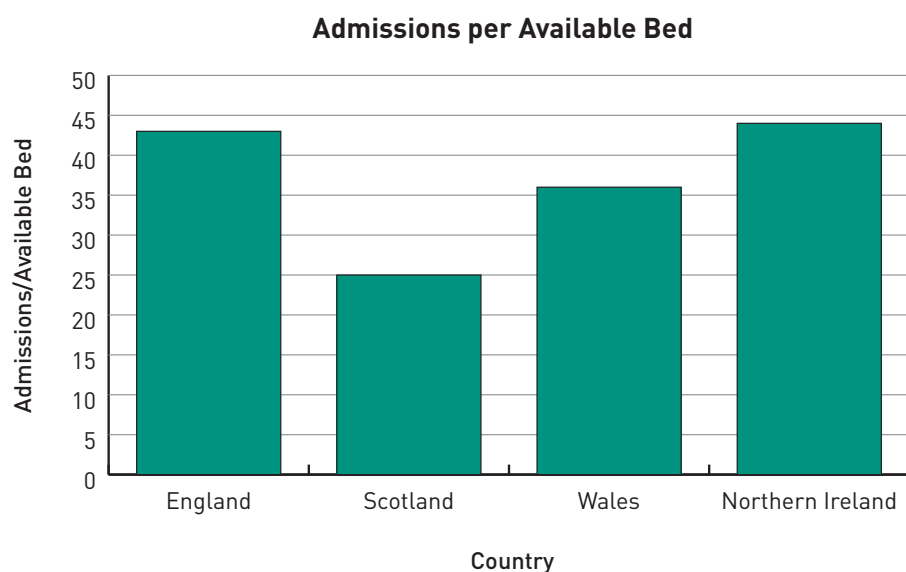 Admissions per Available Bed
Admissions/Available Bed
50
45
40
35
30
25
20
15
10
5
0
England Scotland Wales Northern Ireland
Country